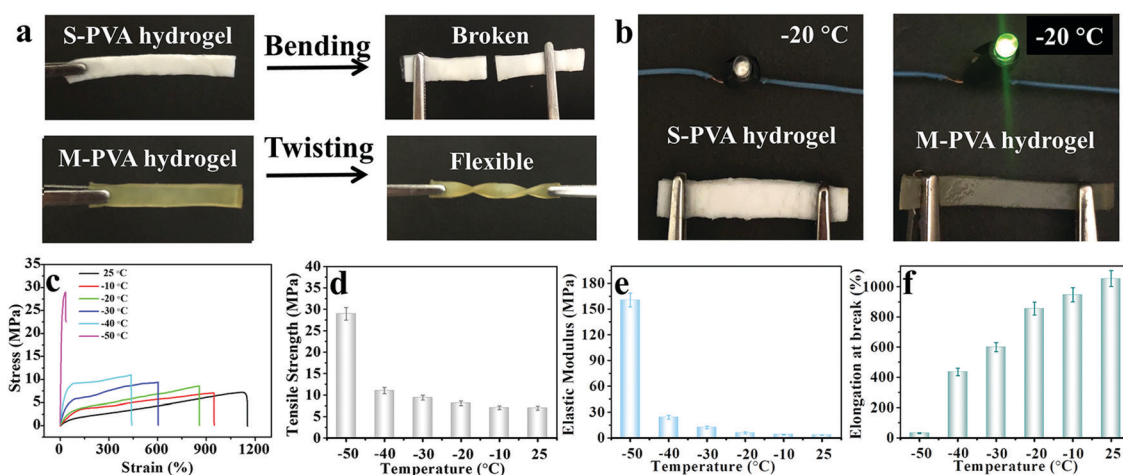 a
S-PVA hydrogel
Bending
Broken
M-PVA hydrogel
Twisting
Flexible
b
-20 °C
S-PVA hydrogel
-20 °C
M-PVA hydrogel
c
Stress (MPa)
35
30
25
20
15
10
5
0
25 °C
-10 °C
-20 °C
-30 °C
-40 °C
-50 °C
0 300 600 900 1200
Strain (%)
d
Tensile Strength (MPa)
40
35
30
25
20
15
10
5
0
-50 -40 -30 -20 -10 25
Temperature (°C)
e
Elastic Modulus (MPa)
180
150
120
90
60
30
0
-50 -40 -30 -20 -10 25
Temperature (°C)
f
Elongation at break (%)
1000
800
600
400
200
0
-50 -40 -30 -20 -10 25
Temperature (°C)